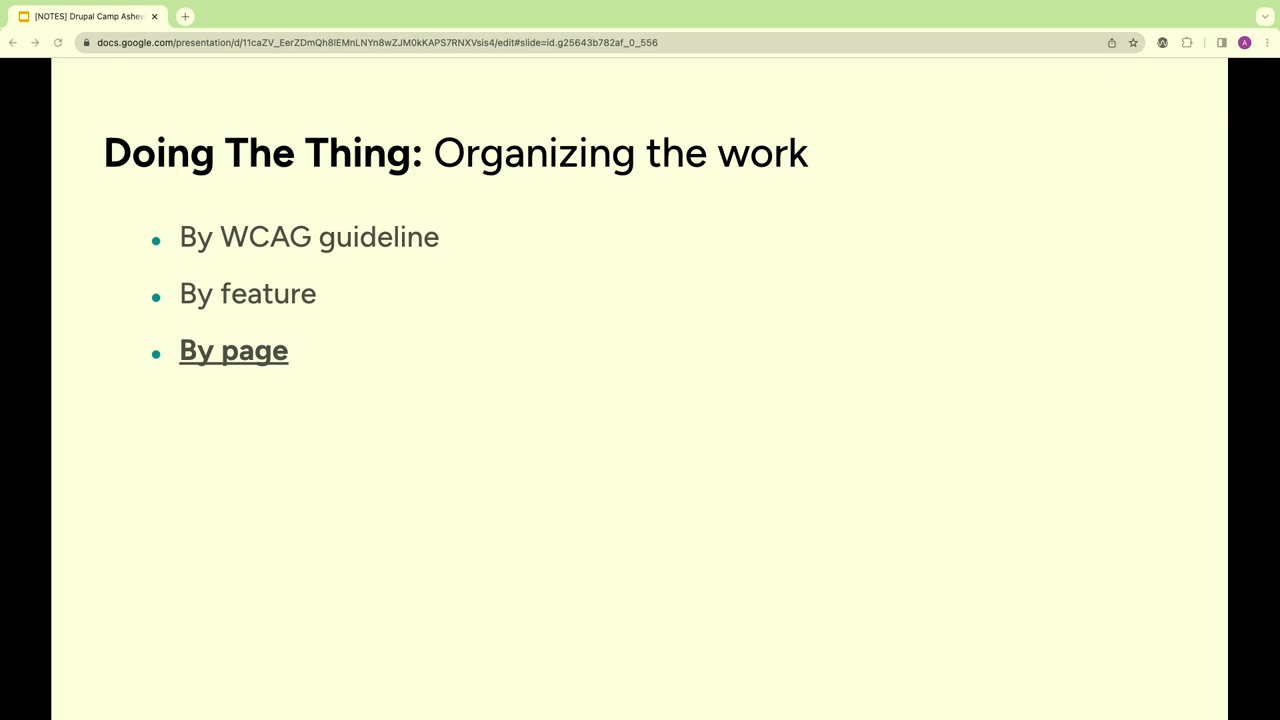 [NOTES] Drupal Camp Ashev
docs.google.com/presentation/d/11caZV_EerZDmQh8lEMnLNYn8wZJM0kKAPS7RNXVsis4/edit#slide=id.g25643b782af_0_556
A
Doing The Thing: Organizing the work
• By WCAG guideline
• By feature
• By page